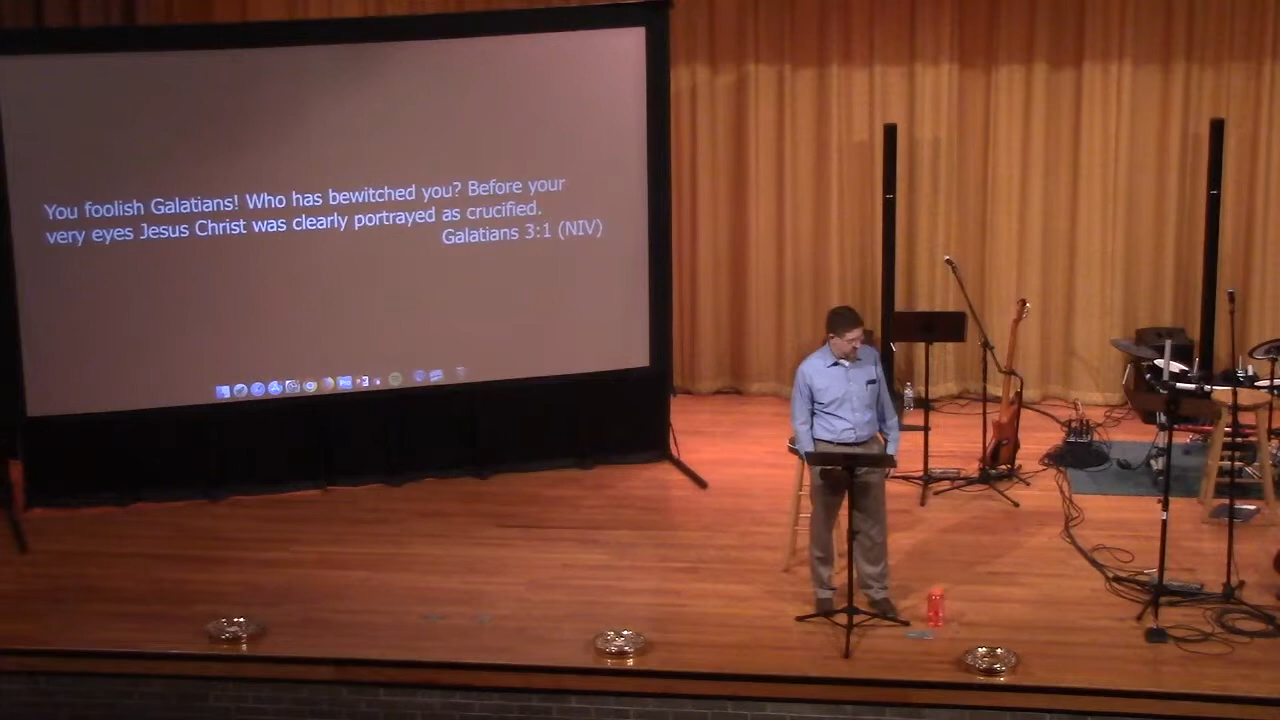 You foolish Galatians! Who has bewitched you? Before your
very eyes Jesus Christ was clearly portrayed as crucified.
Galatians 3:1 (NIV)